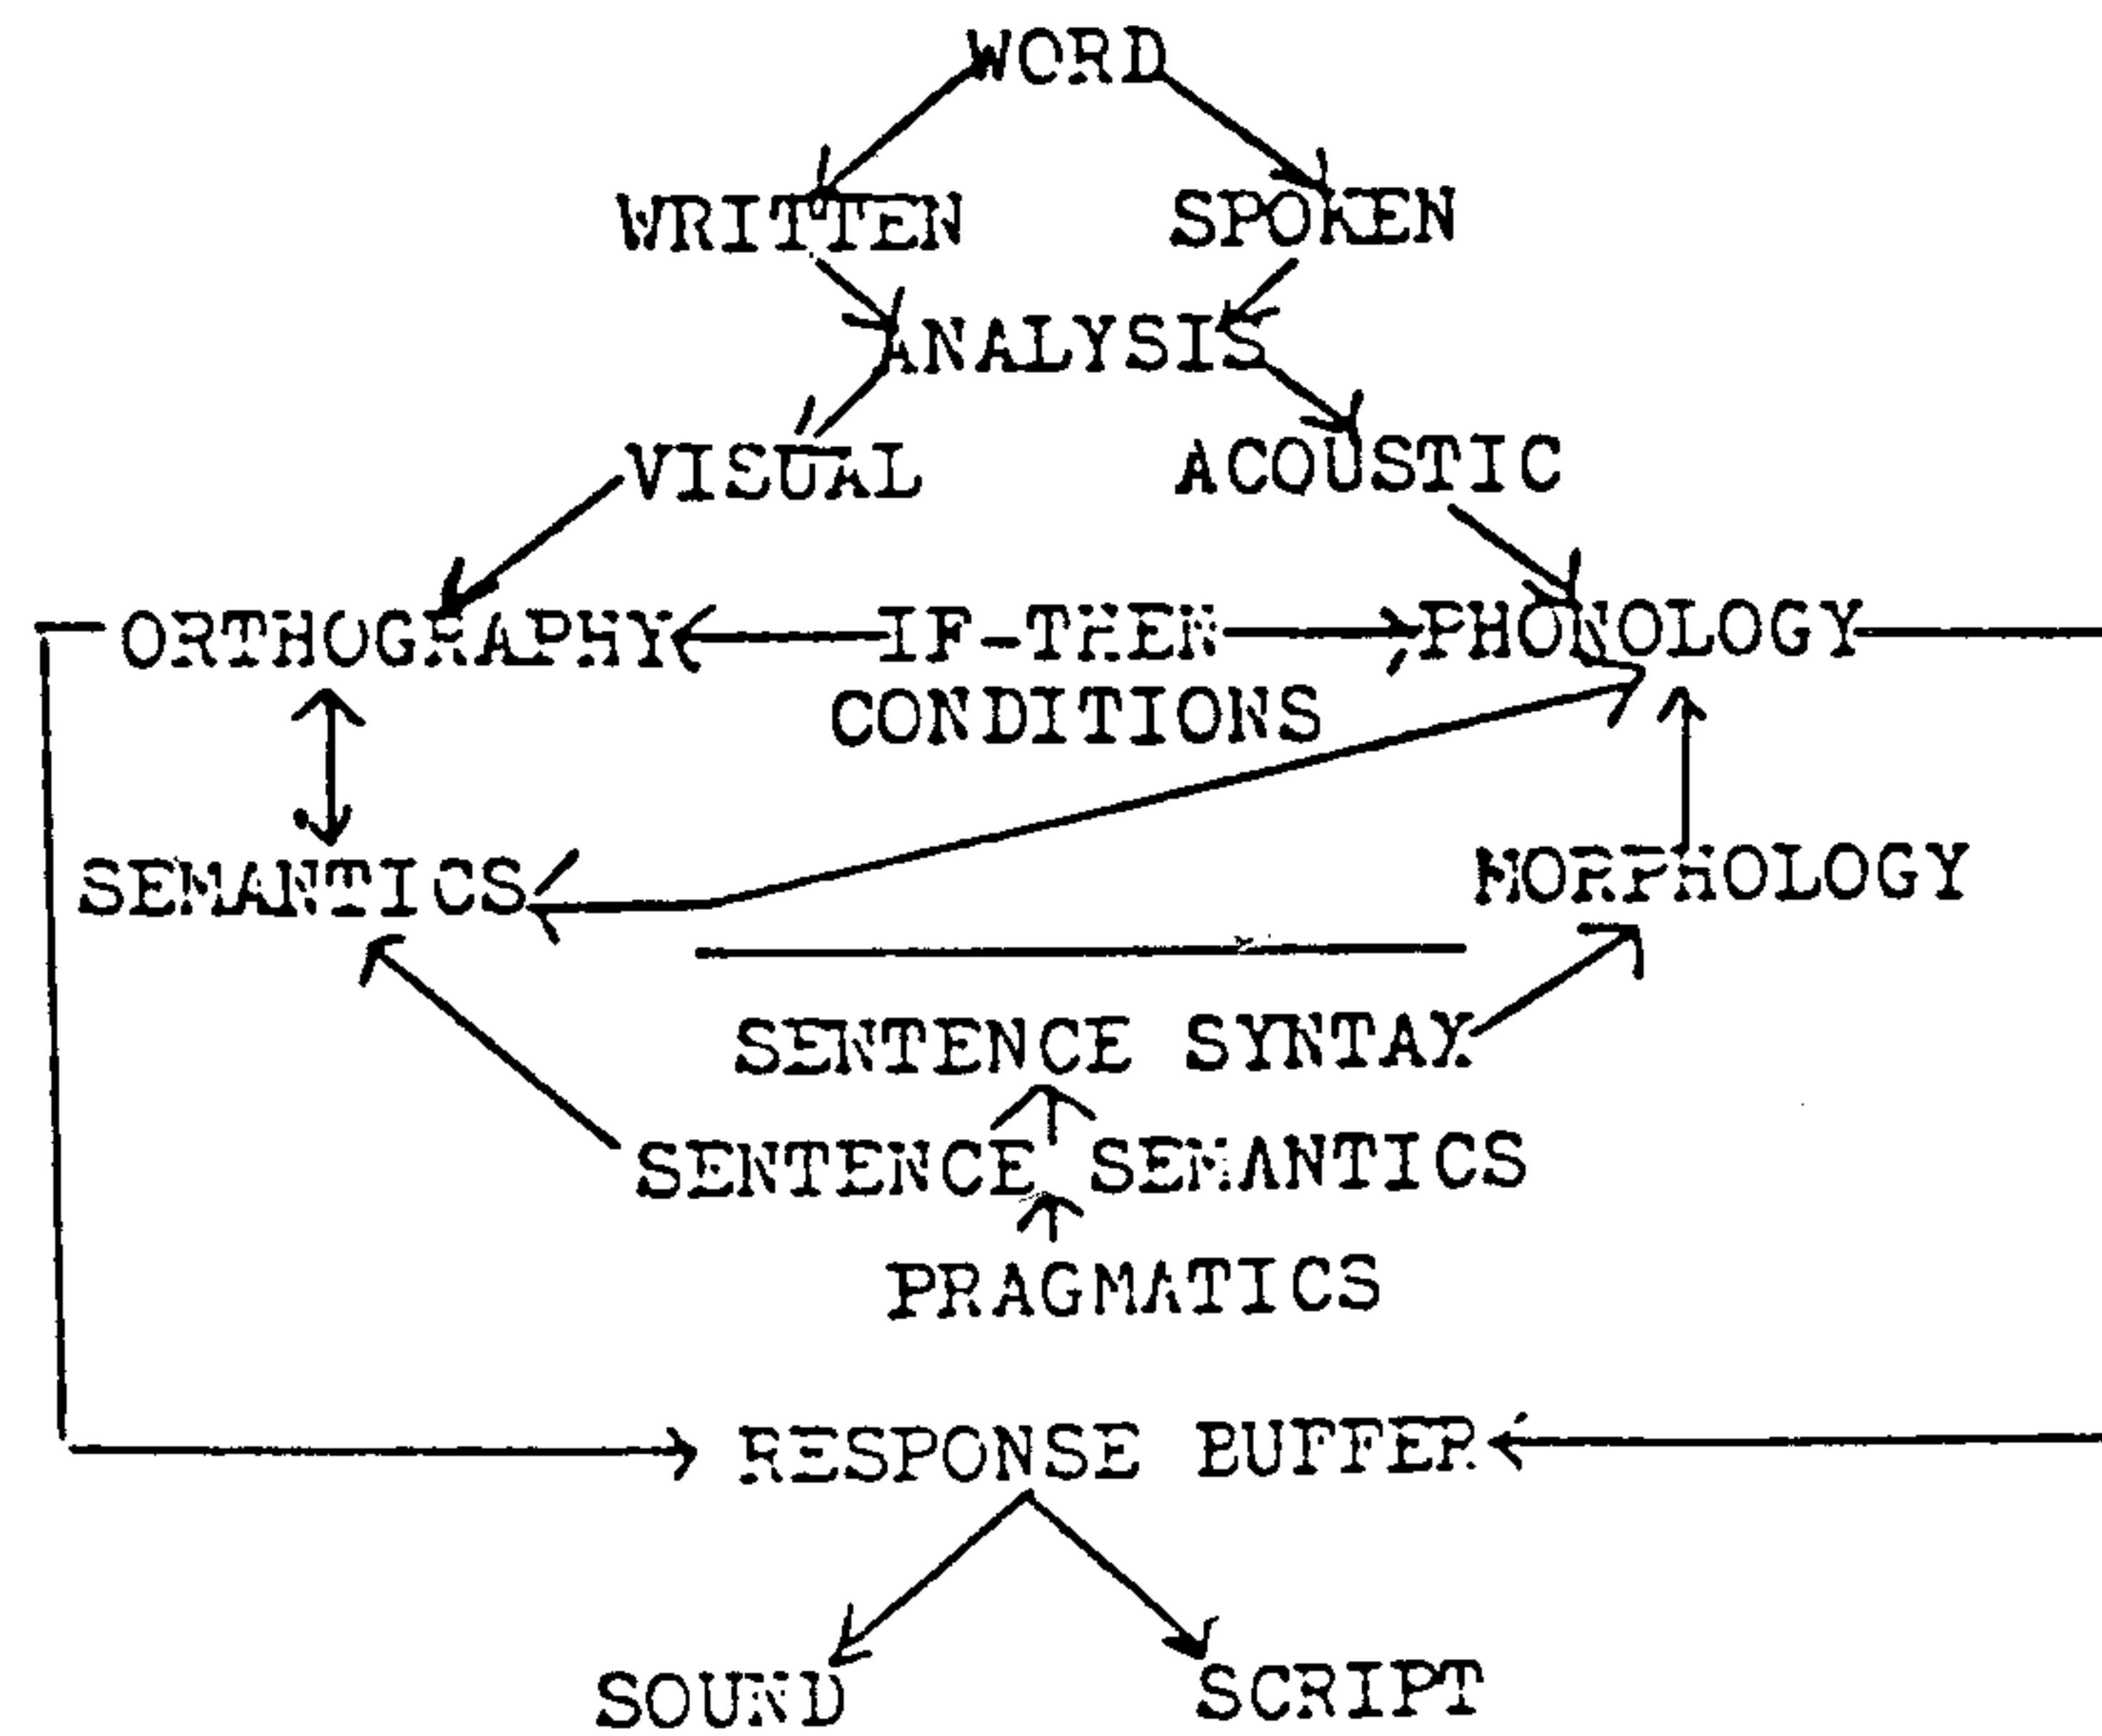 WORD
WRITTEN SPOKEN
ANALYSIS
VISUAL ACOUSTIC
ORTHOGRAPHY IF-THEN PHONOLOGY
CONDITIONS
SEMANTICS MORPHOLOGY
SENTENCE SYNTAX
SENTENCE SEMANTICS
PRAGMATICS
RESPONSE BUFFER
SOUND SCRIPT